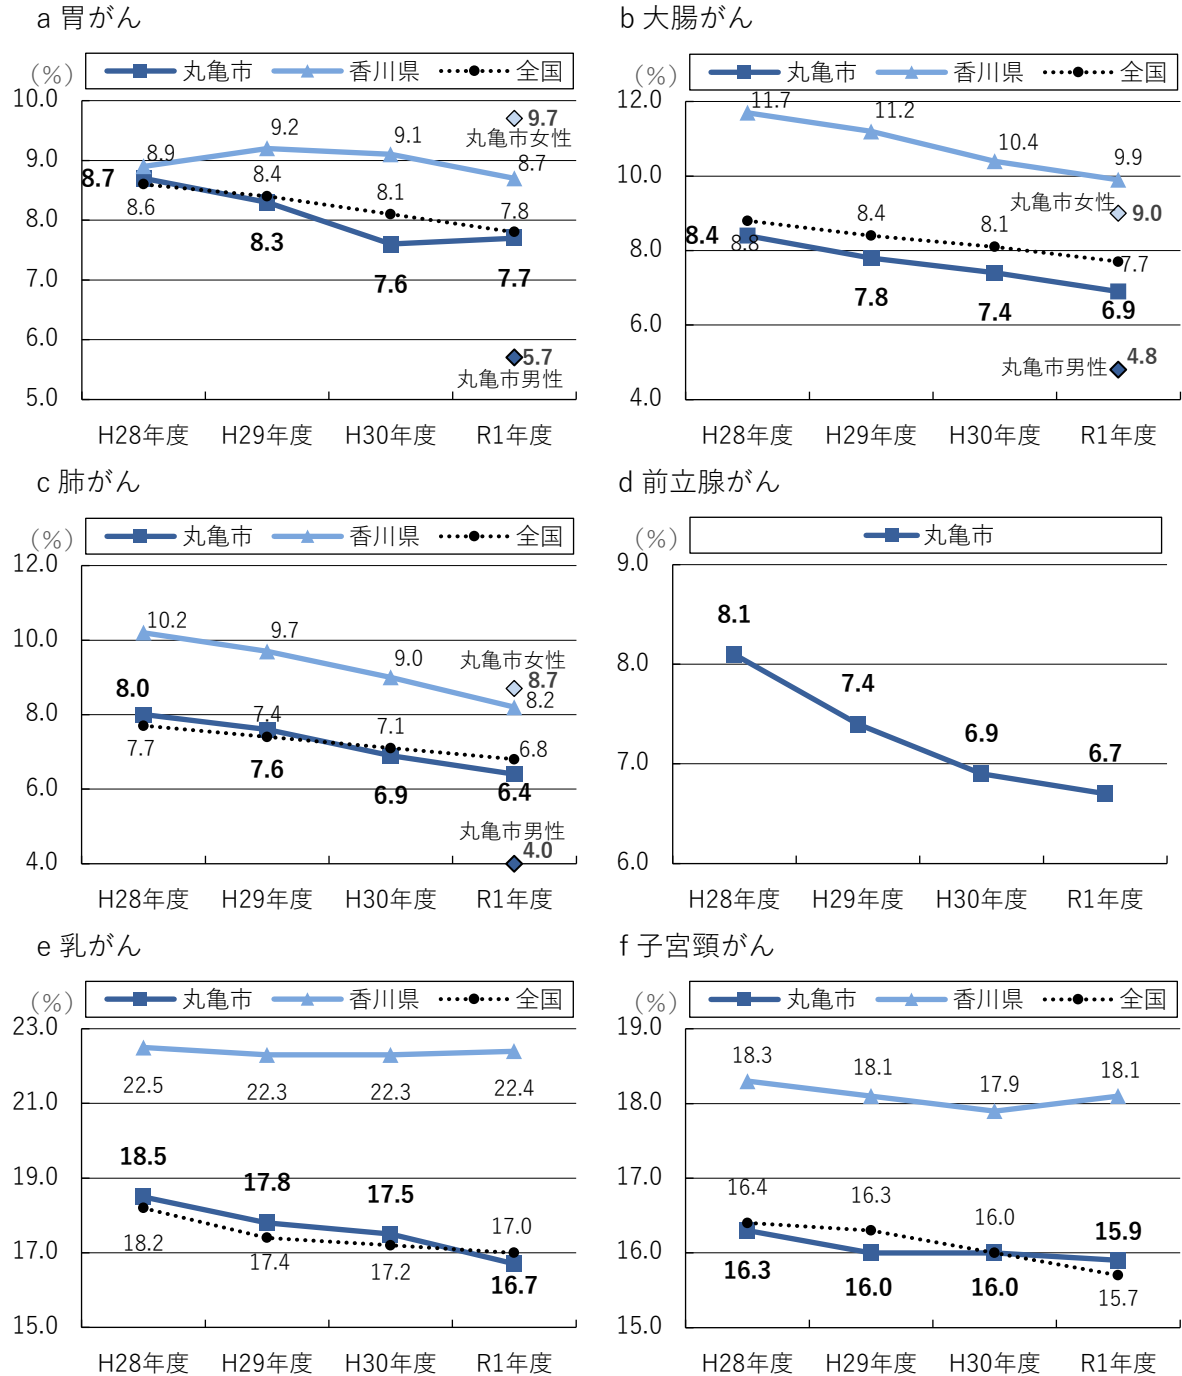 a 胃がん
丸亀市 香川県 全国
(%)
10.0
9.0
8.0
7.0
6.0
5.0
8.9 9.2 9.1 8.7
8.7 8.3 7.6 7.7
8.6 8.4 8.1 7.8
9.7
丸亀市女性
5.7
丸亀市男性
H28年度 H29年度 H30年度 R1年度
b 大腸がん
丸亀市 香川県 全国
(%)
12.0
10.0
8.0
6.0
4.0
11.7 11.2 10.4 9.9
8.8 8.4 8.1 7.7
8.4 7.8 7.4 6.9
丸亀市女性 9.0
丸亀市男性 4.8
H28年度 H29年度 H30年度 R1年度
c 肺がん
丸亀市 香川県 全国
(%)
12.0
10.0
8.0
6.0
4.0
10.2 9.7 9.0 8.2
8.0 7.6 6.9 6.4
7.7 7.4 7.1 6.8
丸亀市女性
8.7
丸亀市男性
4.0
H28年度 H29年度 H30年度 R1年度
d 前立腺がん
丸亀市
(%)
9.0
8.0
7.0
6.0
8.1 7.4 6.9 6.7
H28年度 H29年度 H30年度 R1年度
e 乳がん
丸亀市 香川県 全国
(%)
23.0
21.0
19.0
17.0
15.0
22.5 22.3 22.3 22.4
18.5 17.8 17.5 16.7
18.2 17.4 17.2 17.0
H28年度 H29年度 H30年度 R1年度
f 子宮頸がん
丸亀市 香川県 全国
(%)
19.0
18.0
17.0
16.0
15.0
18.3 18.1 17.9 18.1
16.4 16.3 16.0 15.7
16.3 16.0 16.0 15.9
H28年度 H29年度 H30年度 R1年度